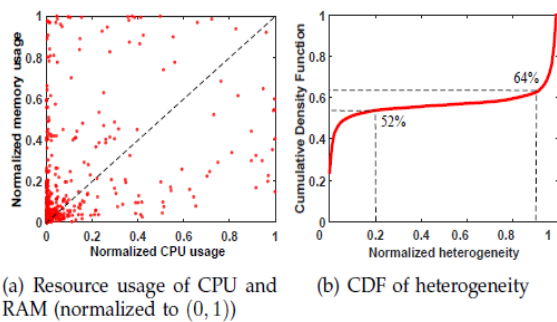 Normalized memory usage
1
0.8
0.6
0.4
0.2
0
0 0.2 0.4 0.6 0.8 1
Normalized CPU usage
Cumulative Density Function
1
0.8
0.6
0.4
0.2
0
64%
52%
0 0.2 0.4 0.6 0.8 1
Normalized heterogeneity
(a) Resource usage of CPU and
RAM (normalized to (0, 1))
(b) CDF of heterogeneity